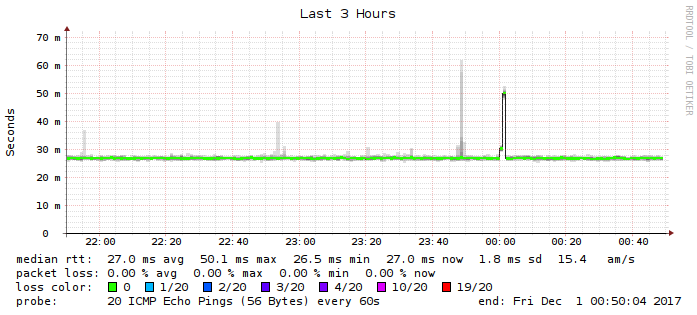 Last 3 Hours
RRDTOOL / TOBI OETIKER
Seconds
70 m
60 m
50 m
40 m
30 m
20 m
10 m
0
22:00 22:20 22:40 23:00 23:20 23:40 00:00 00:20 00:40
median rtt: 27.0 ms avg 50.1 ms max 26.5 ms min 27.0 ms now 1.8 ms sd 15.4 am/s
packet loss: 0.00 % avg 0.00 % max 0.00 % min 0.00 % now
loss color: 0 1/20 2/20 3/20 4/20 10/20 19/20
probe: 20 ICMP Echo Pings (56 Bytes) every 60s end: Fri Dec 1 00:50:04 2017